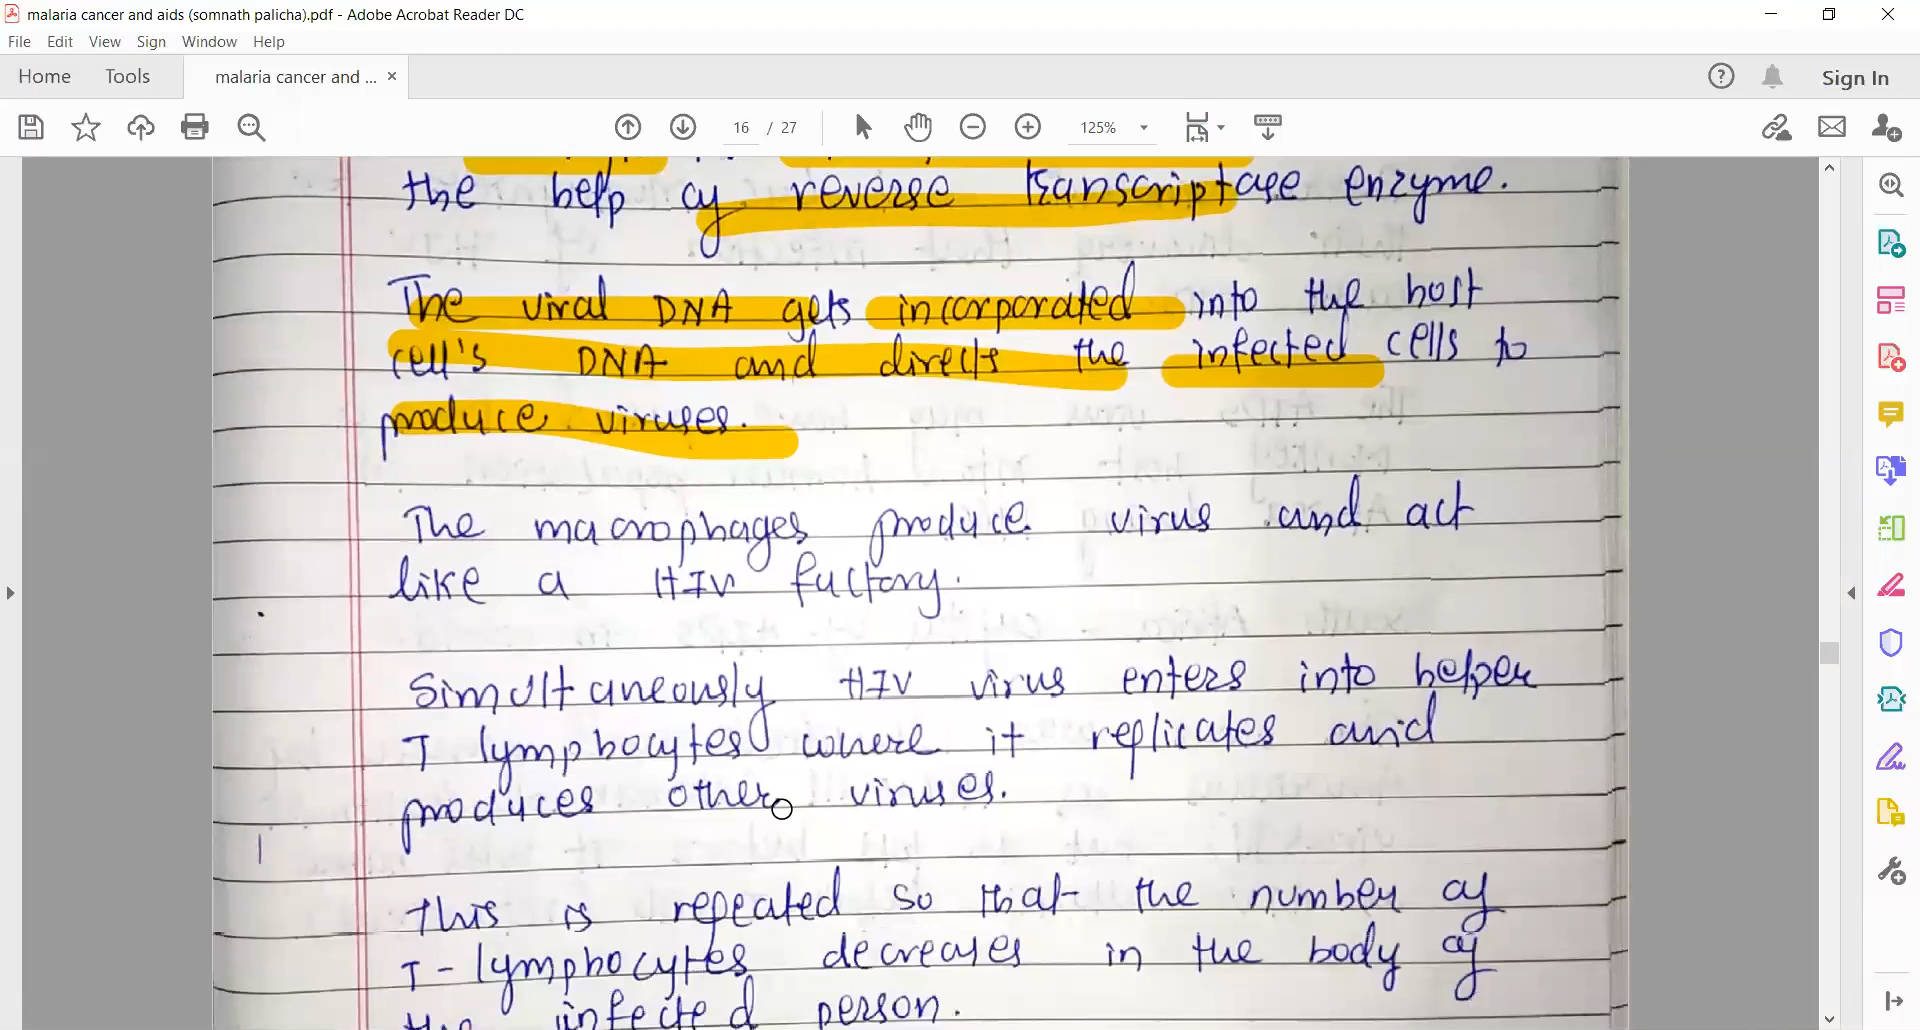 malaria cancer and aids (somnath palicha).pdf - Adobe Acrobat Reader DC
File Edit View Sign Window Help
Home Tools malaria cancer and ... × Sign In
16 / 27 125%
the help of reverse transcriptase enzyme.
The viral DNA gets incorporated into the host
cell's DNA and directs the infected cells to
produce viruses.
The macrophages produce virus and act
like a HIV factory.
Simultaneously HIV virus enters into helper
T lymphocytes where it replicates and
produces other viruses.
This is repeated so that the number of
T-lymphocytes decreases in the body of
the infected person.